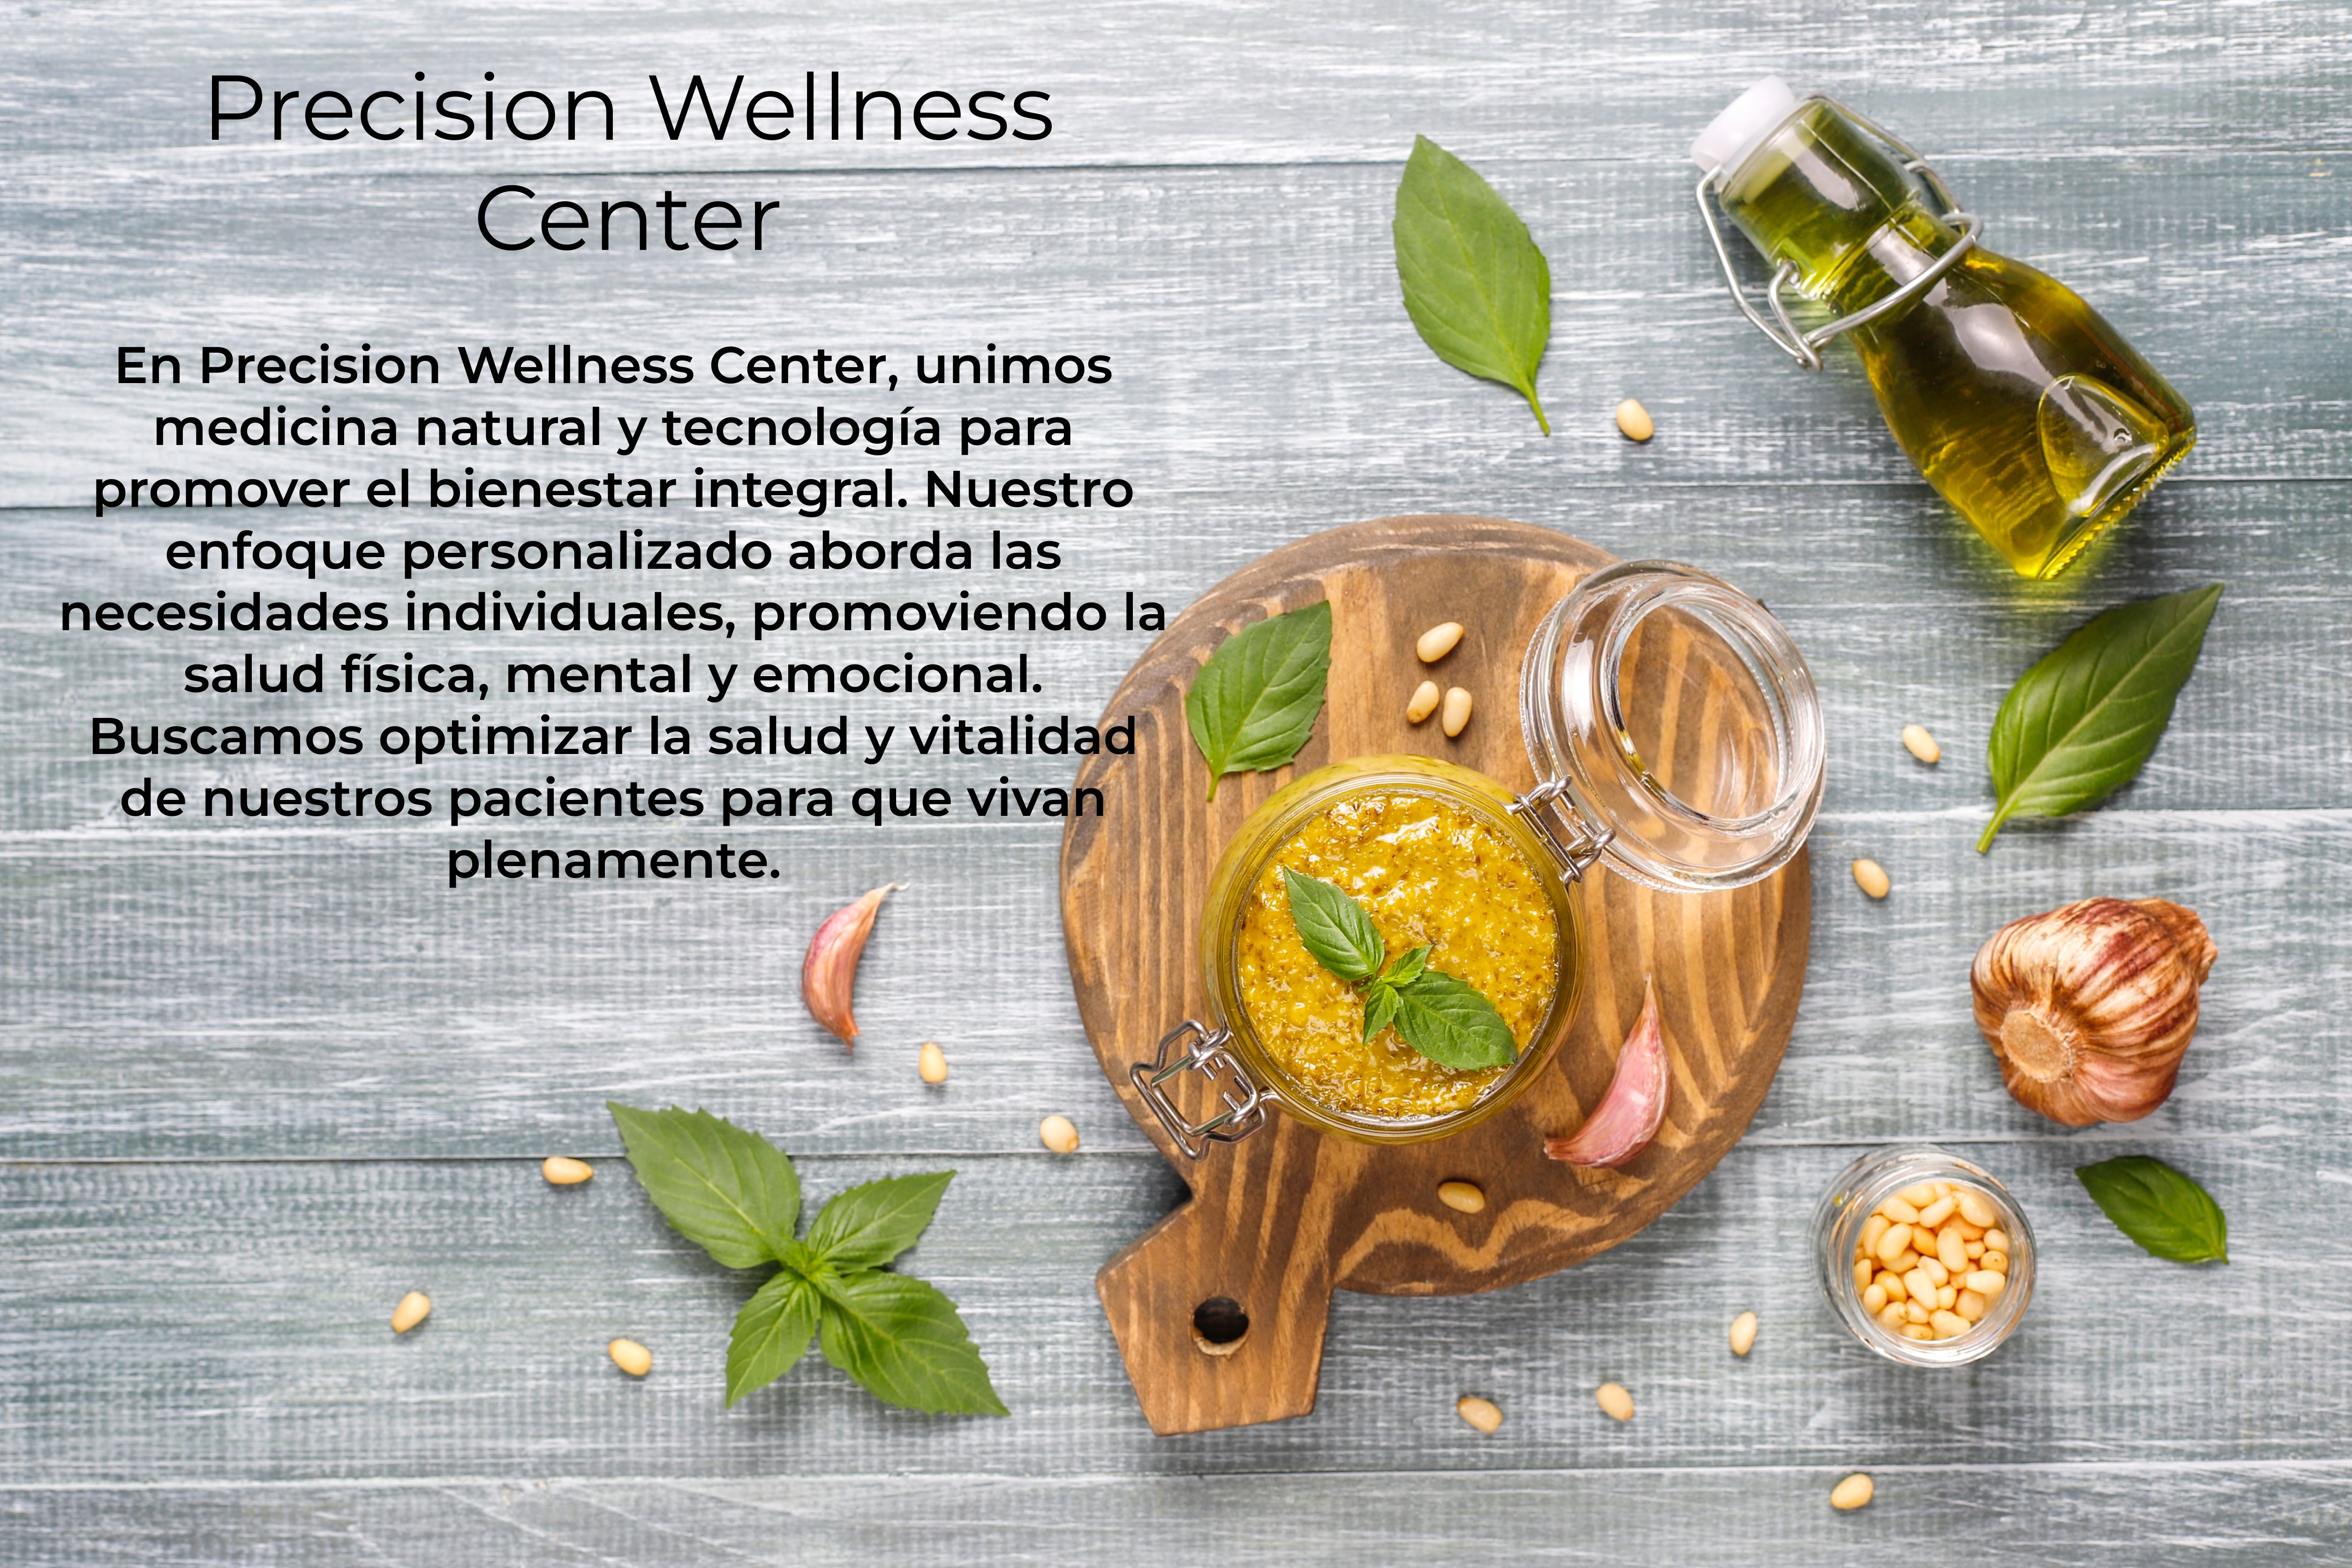 Precision Wellness
Center
En Precision Wellness Center, unimos
medicina natural y tecnología para
promover el bienestar integral. Nuestro
enfoque personalizado aborda las
necesidades individuales, promoviendo la
salud física, mental y emocional.
Buscamos optimizar la salud y vitalidad
de nuestros pacientes para que vivan
plenamente.